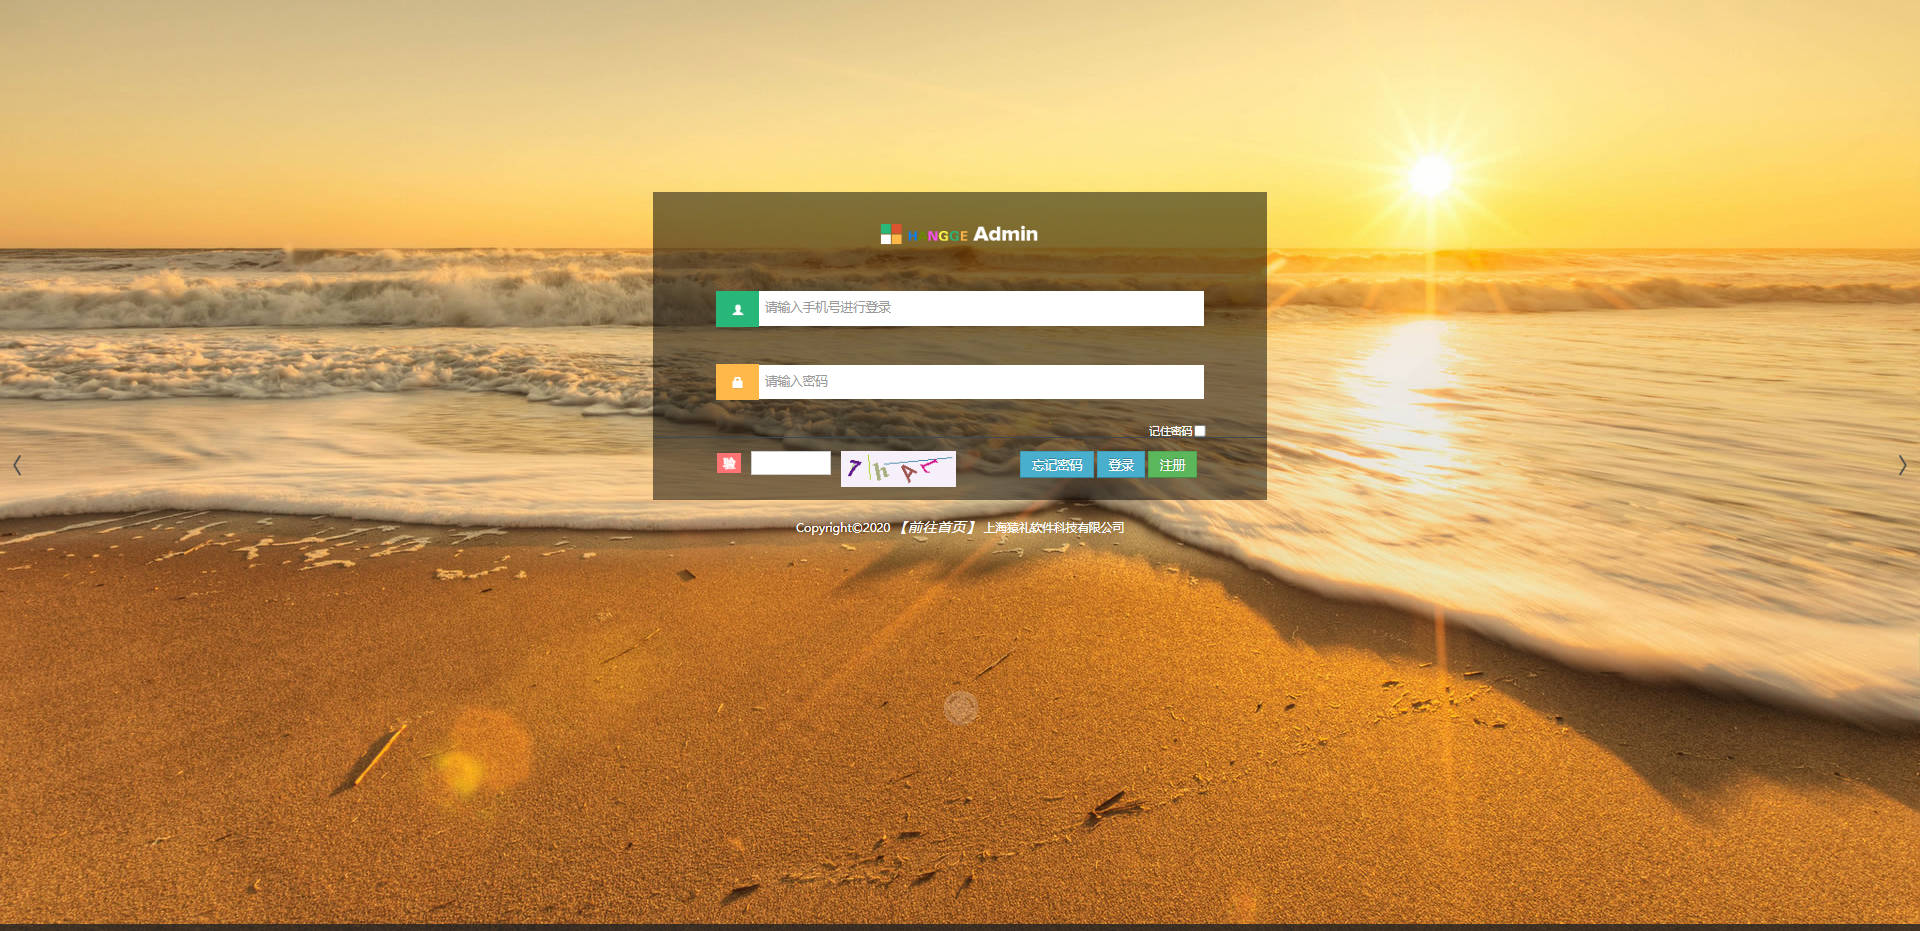 HONGGE Admin
请输入手机号进行登录
请输入密码
记住密码
验
7hAr
忘记密码 登录 注册
Copyright©2020 【前往首页】 上海猿礼软件科技有限公司